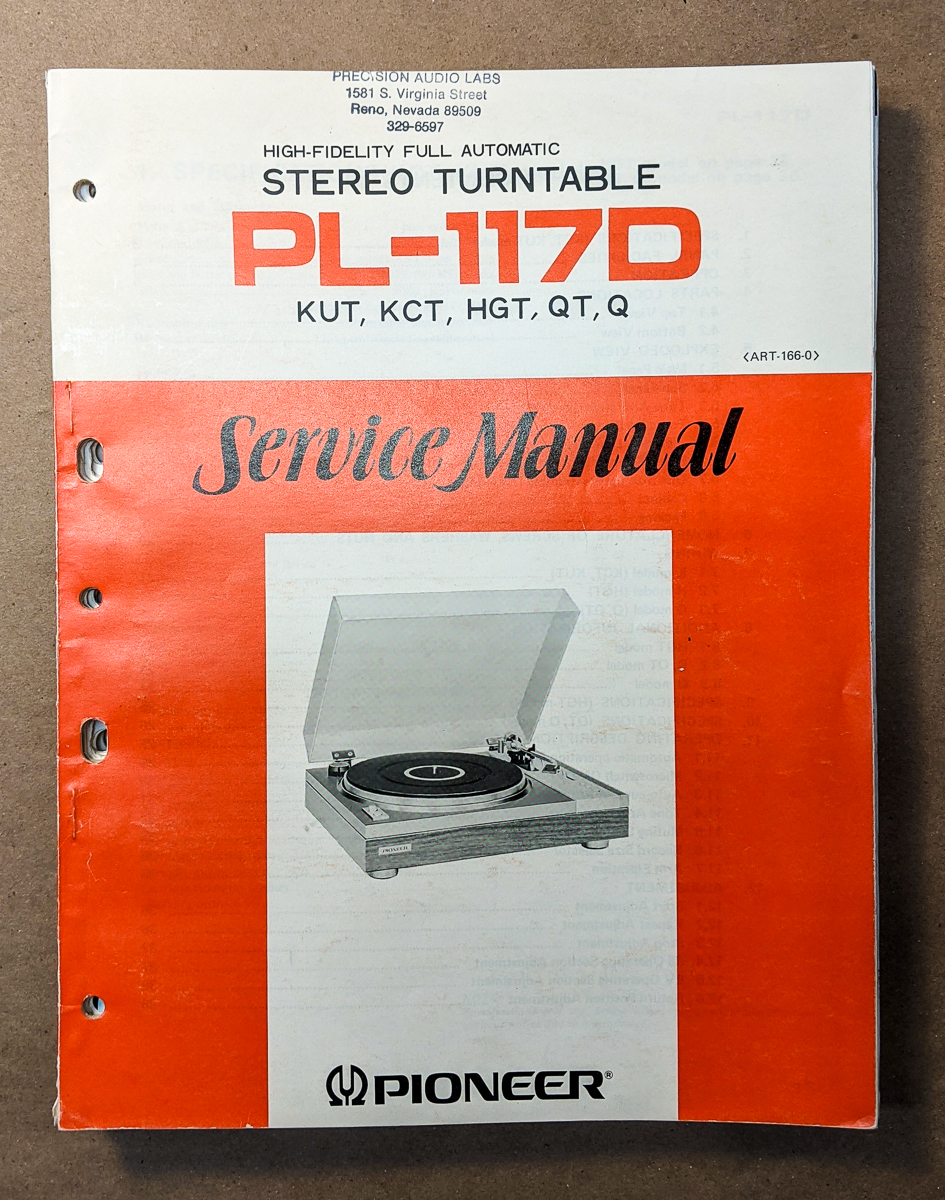 PRECISION AUDIO LABS
1581 S. Virginia Street
Reno, Nevada 89509
329-6597
HIGH-FIDELITY FULL AUTOMATIC
STEREO TURNTABLE
PL-117D
KUT, KCT, HGT, QT, Q
<ART-166-0>
Service Manual
PIONEER
PIONEER®